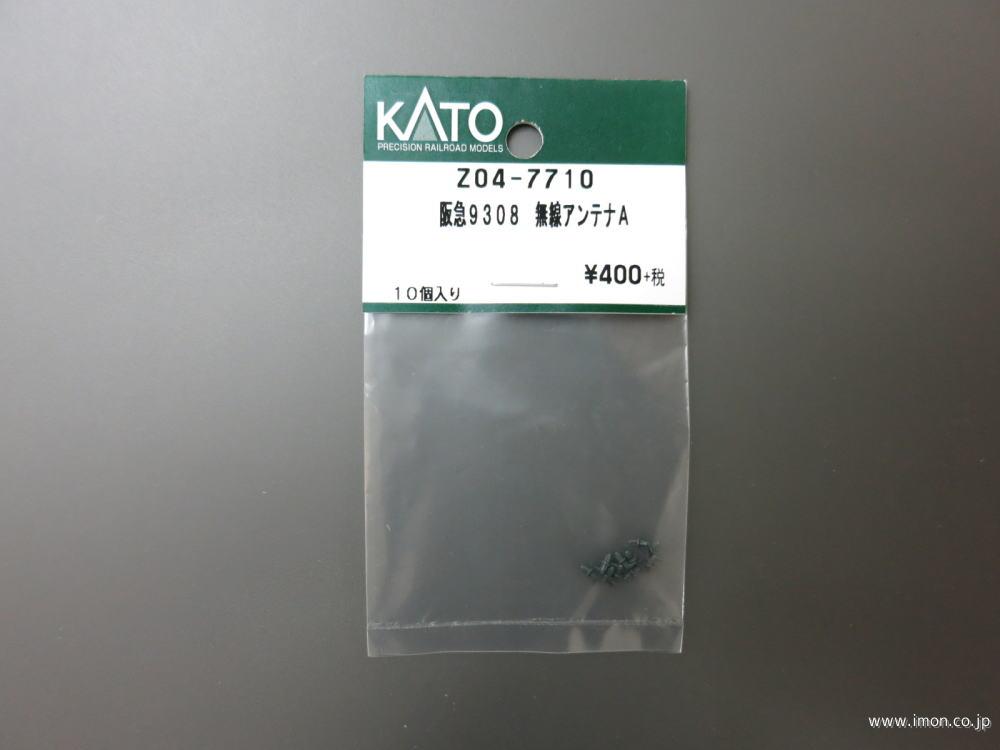 KATO
PRECISION RAILROAD MODELS
Z04-7710
阪急9308 無線アンテナA
¥400+税
10個入り
www.imon.co.jp